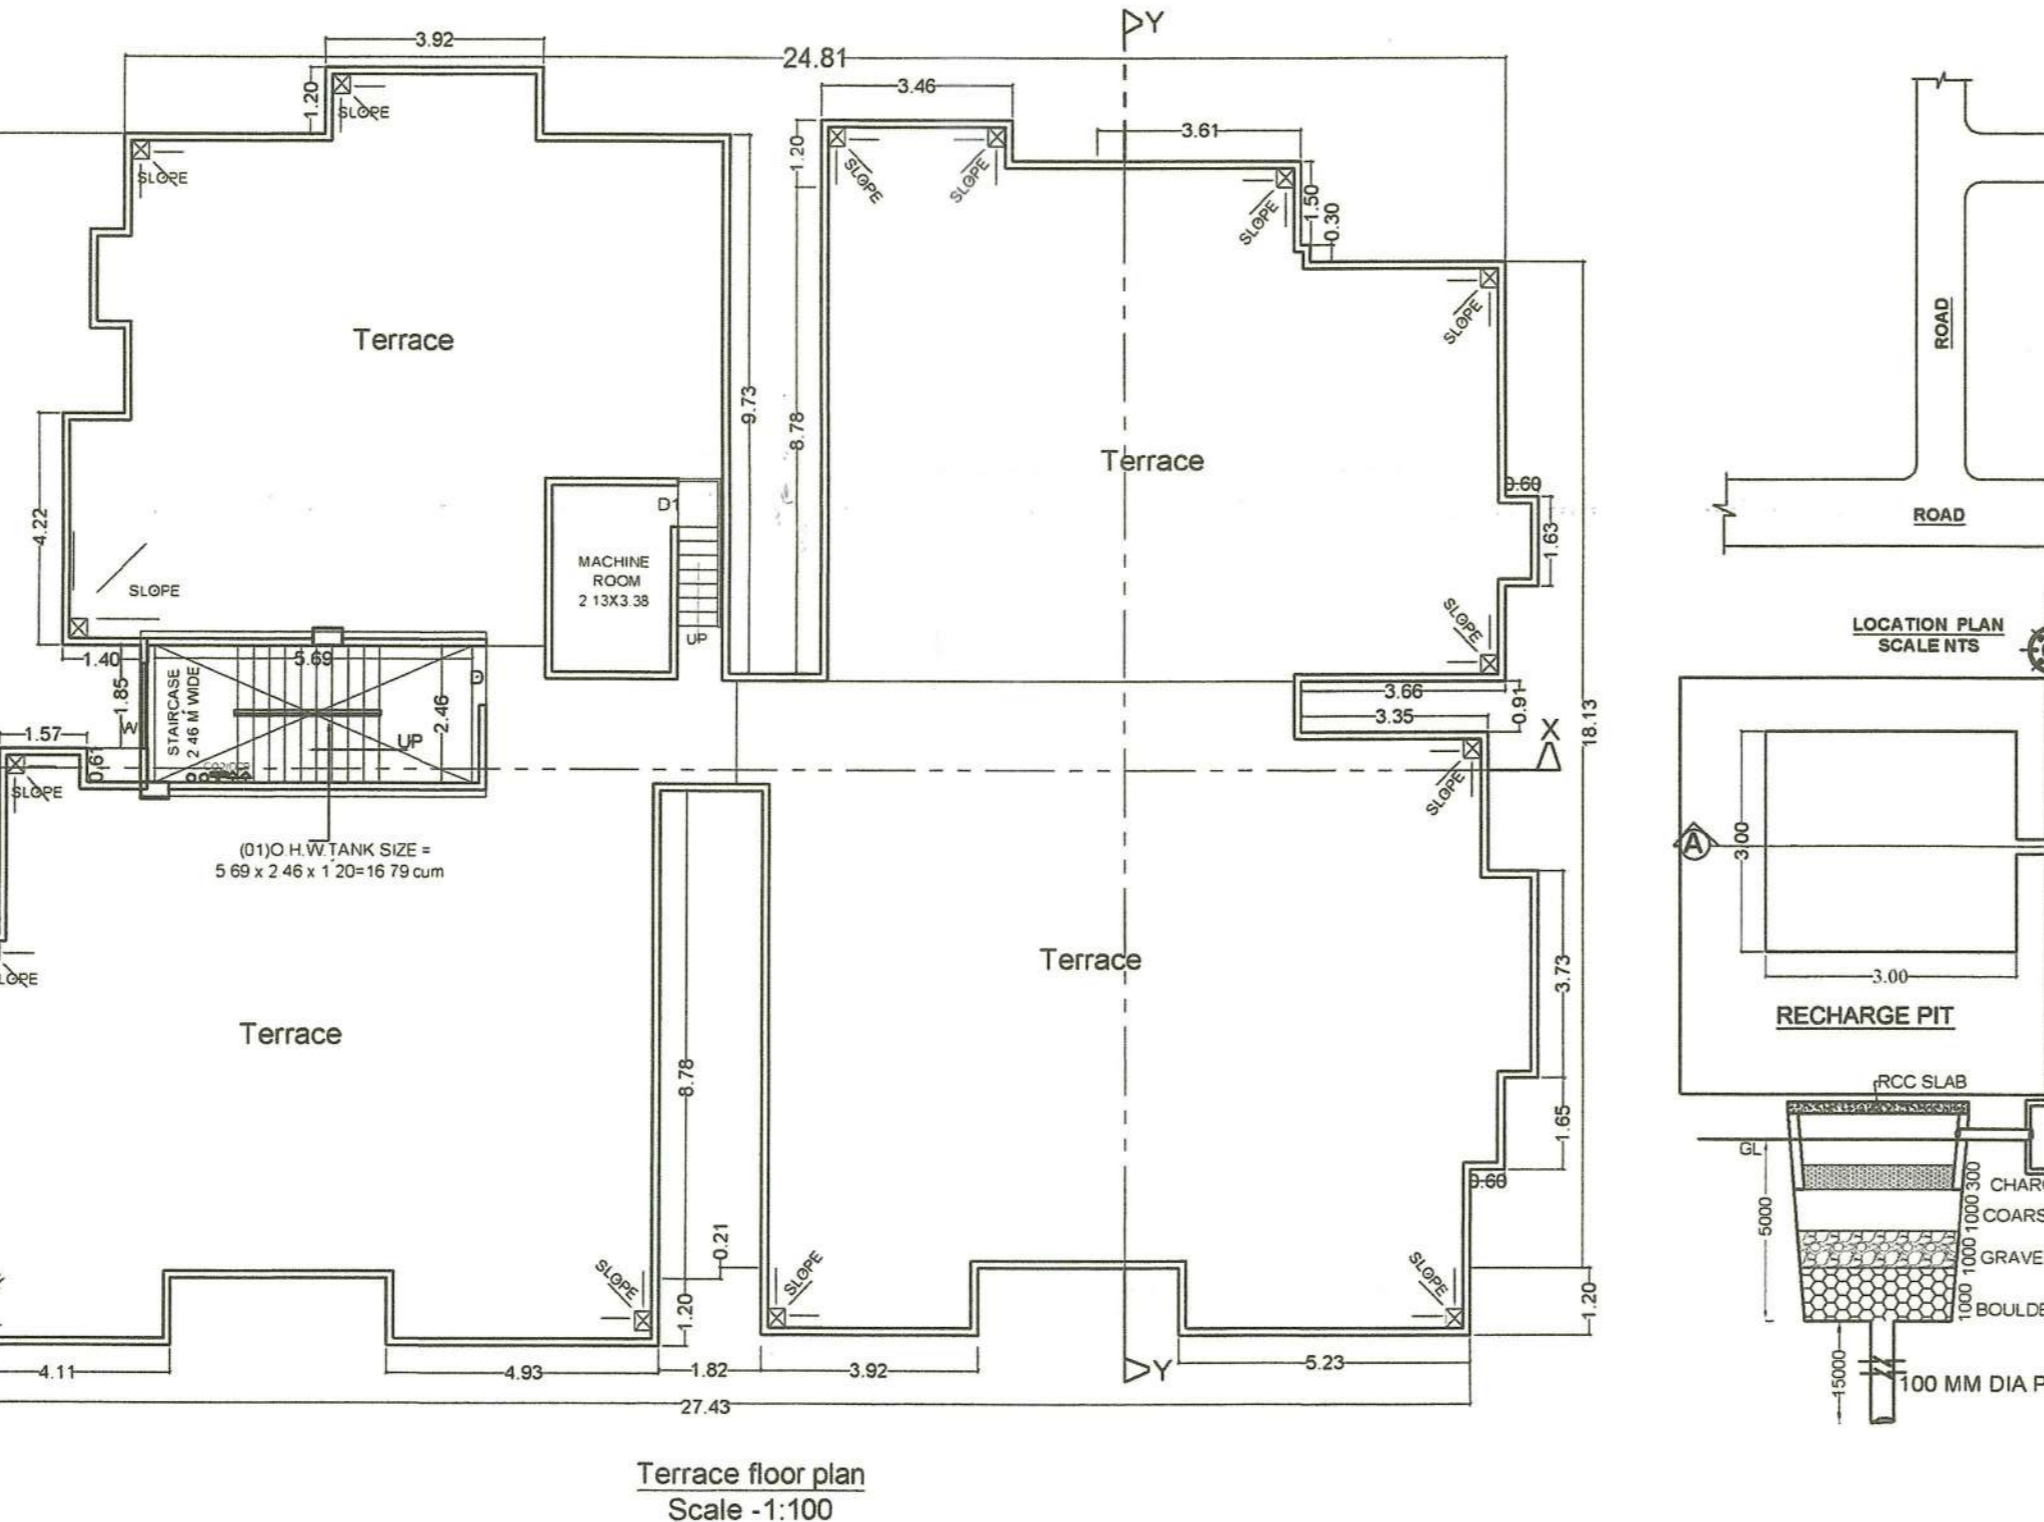 Y
3.92
24.81
3.46
1.20
SLOPE
3.61
1.20
SLOPE
SLOPE
SLOPE
SLOPE
1.50
0.30
SLOPE
ROAD
Terrace
9.73
8.78
Terrace
0.60
1.63
ROAD
4.22
D1
MACHINE
ROOM
2 13X3.38
UP
SLOPE
SLOPE
LOCATION PLAN
SCALE NTS
1.40
5.69
1.85
STAIRCASE
2 46 M WIDE
2.46
D
W
UP
3.66
3.35
0.91
18.13
X
1.57
0.61
SLOPE
SLOPE
(01)O.H.W.TANK SIZE =
5 69 x 2 46 x 1 20=16 79 cum
A
3.00
3.00
RECHARGE PIT
LOPE
Terrace
Terrace
3.73
8.78
1.65
0.60
RCC SLAB
GL
5000
300
1000
1000
1000
CHAR
COARS
GRAVE
BOULDE
15000
100 MM DIA P
0.21
SLOPE
SLOPE
SLOPE
1.20
1.20
4.11
4.93
1.82
3.92
Y
5.23
27.43
Terrace floor plan
Scale -1:100